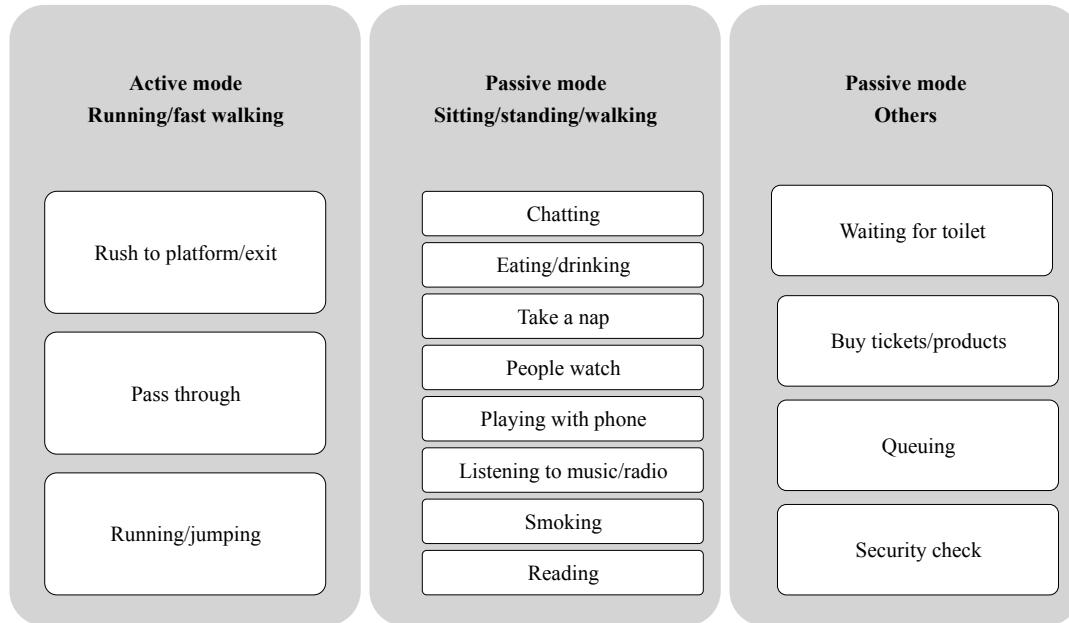 Active mode
Running/fast walking
Rush to platform/exit
Pass through
Running/jumping
Passive mode
Sitting/standing/walking
Chatting
Eating/drinking
Take a nap
People watch
Playing with phone
Listening to music/radio
Smoking
Reading
Passive mode
Others
Waiting for toilet
Buy tickets/products
Queuing
Security check